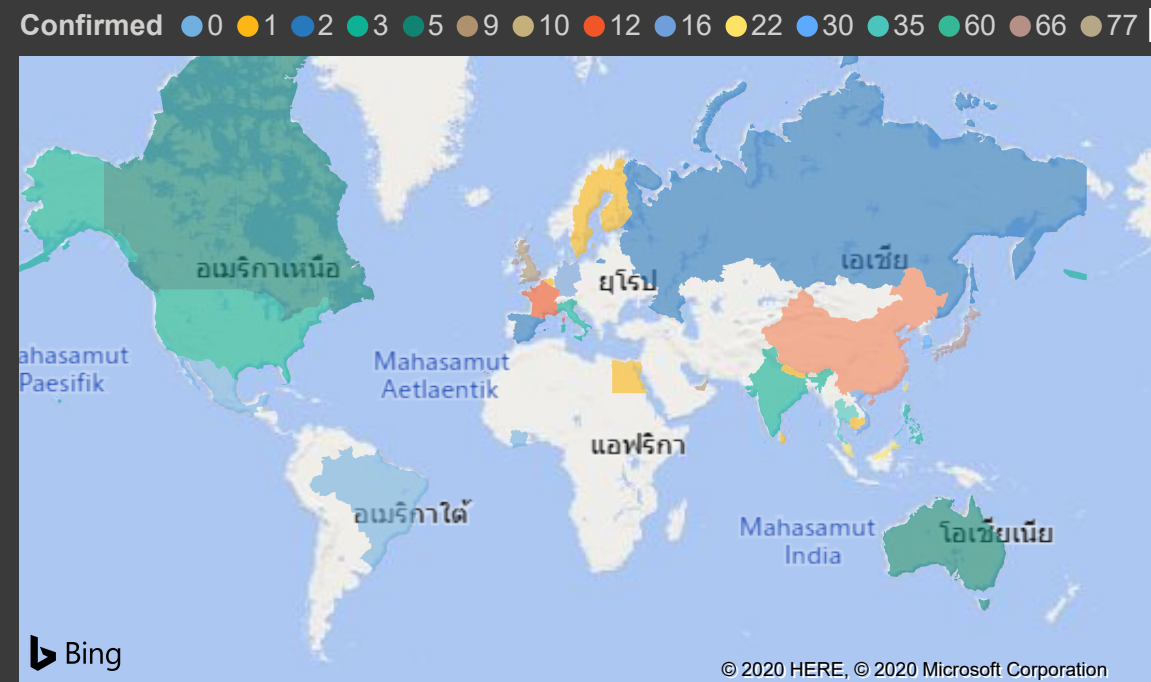 Confirmed 0 1 2 3 5 9 10 12 16 22 30 35 60 66 77
อเมริกาเหนือ
เอเชีย
ยุโรป
ahasamut
Paesifik
Mahasamut
Aetlaentik
แอฟริกา
อเมริกาใต้
Mahasamut
India
โอเชียเนีย
Bing
© 2020 HERE, © 2020 Microsoft Corporation